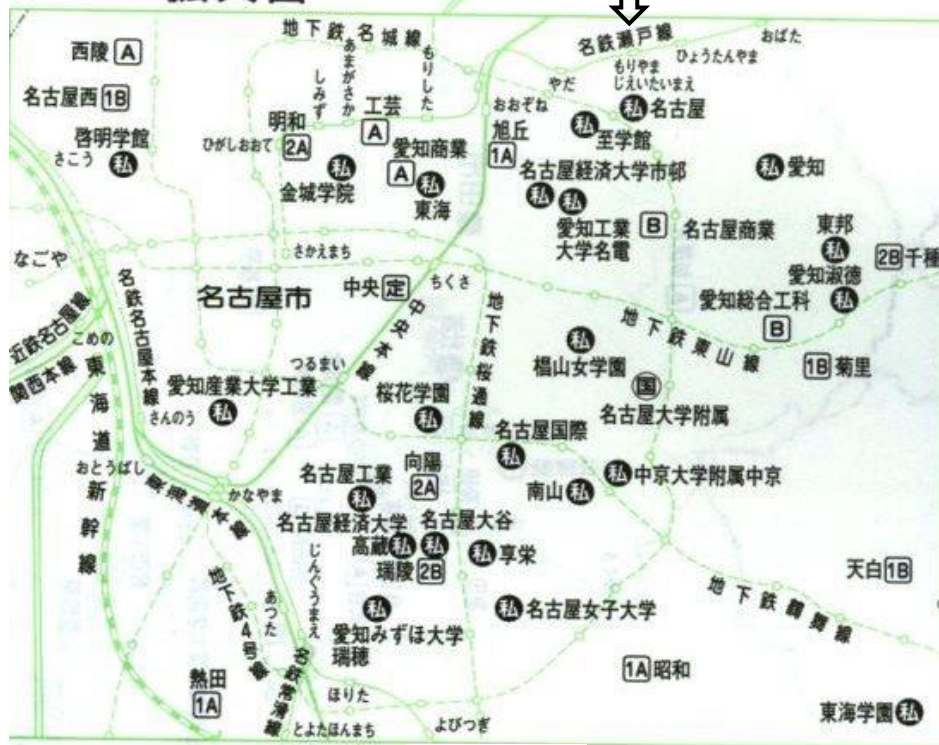 地下鉄名城線
名鉄瀬戸線
おばた
ひょうたんやま
もりやま
じえいたいまえ
やだ
おおぞね
もりした
あまがさか
しみず
ひがしおおて
西陵 A
名古屋西 1B
啓明学館
さこう
私
明和
2A
工芸
A
愛知商業
A
私
東海
私
金城学院
旭丘
1A
私 名古屋
私
至学館
名古屋経済大学市邨
私 私
愛知工業
大学名電
B 名古屋商業
私 愛知
東邦
私
愛知淑徳
私
2B 千種
愛知総合工科
B
なごや
さかえまち
名古屋市
中央 定
ちくさ
中央本線
地下鉄桜通線
地下鉄東山線
名鉄名古屋本線
近鉄名古屋線
関西本線
こめの
東海道新幹線
さんのう
つるまい
愛知産業大学工業
私
桜花学園
私
私
椙山女学園
国
名古屋大学附属
1B 菊里
名古屋国際
私
南山 私
私 中京大学附属中京
おとうばし
かなやま
名古屋工業
私
向陽
2A
名古屋経済大学
高蔵 私
名古屋大谷
私
私 享栄
瑞陵 2B
じんぐうまえ
あつた
地下鉄4号線
私
愛知みずほ大学
瑞穂
私 名古屋女子大学
地下鉄鶴舞線
天白 1B
熱田
1A
名鉄常滑線
ほりた
とよたほんまち
よびつぎ
1A 昭和
東海学園 私